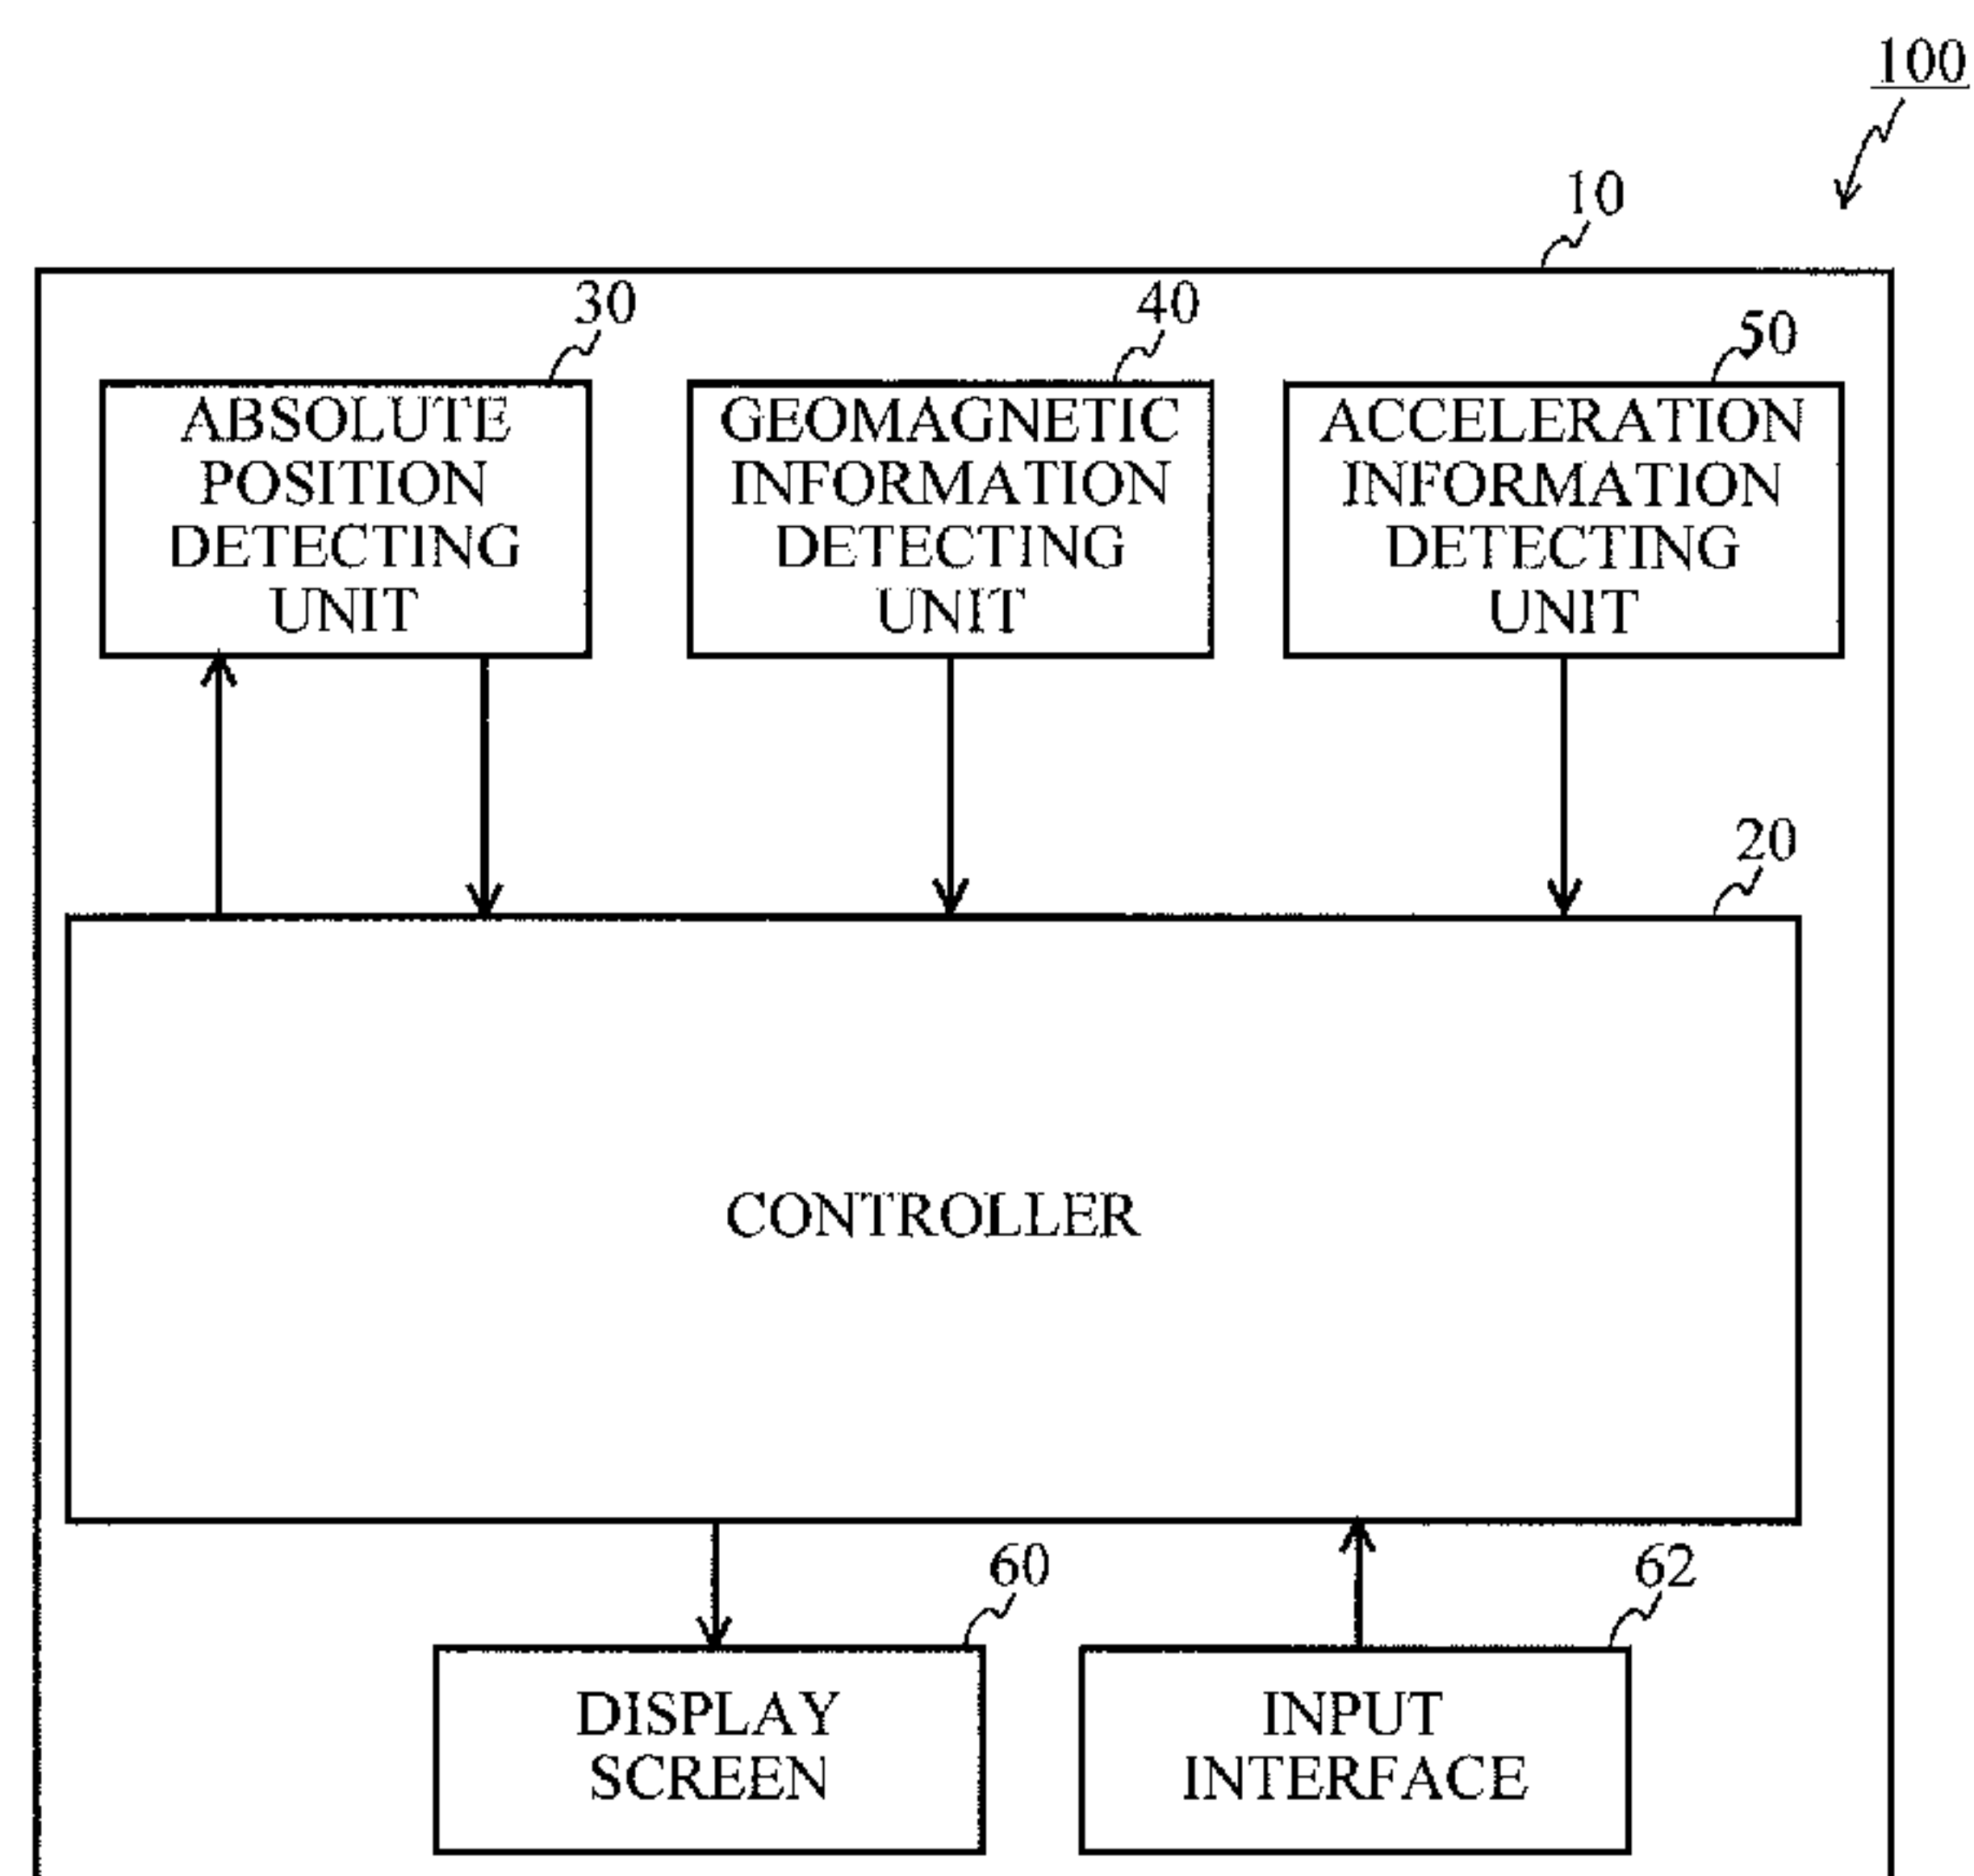 100
10
30
40
50
ABSOLUTE
POSITION
DETECTING
UNIT
GEOMAGNETIC
INFORMATION
DETECTING
UNIT
ACCELERATION
INFORMATION
DETECTING
UNIT
20
CONTROLLER
60
62
DISPLAY
SCREEN
INPUT
INTERFACE